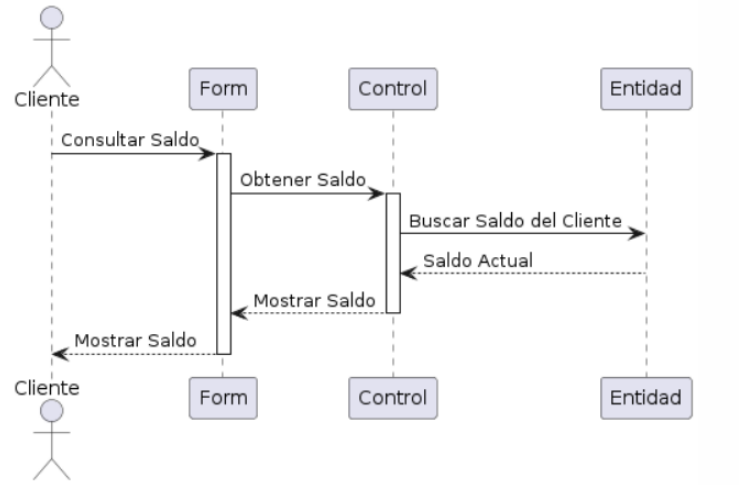 Cliente
Form
Control
Entidad
Consultar Saldo
Obtener Saldo
Buscar Saldo del Cliente
Saldo Actual
Mostrar Saldo
Mostrar Saldo
Cliente
Form
Control
Entidad